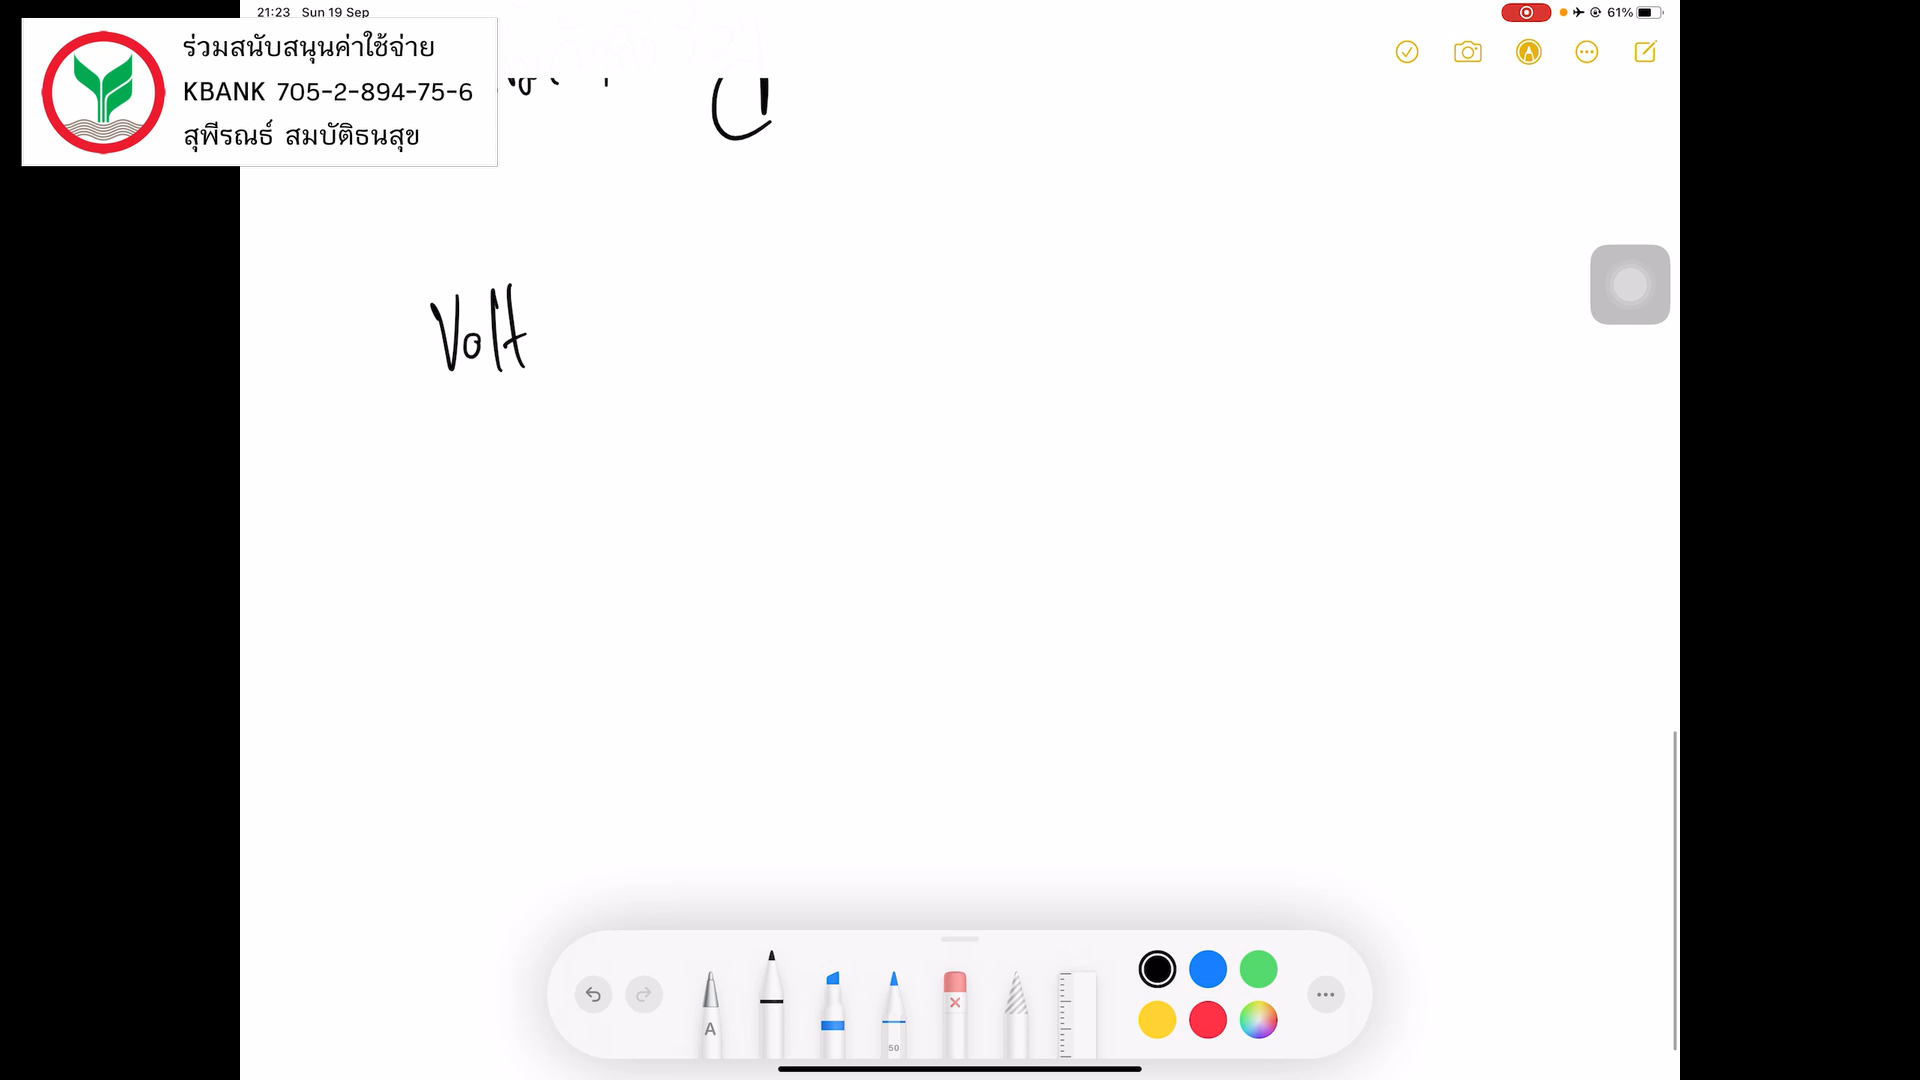 21:23 Sun 19 Sep
61%
ร่วมสนับสนุนค่าใช้จ่าย
KBANK 705-2-894-75-6
สุพีรณธ์ สมบัติธนสุข
Volt
A
50